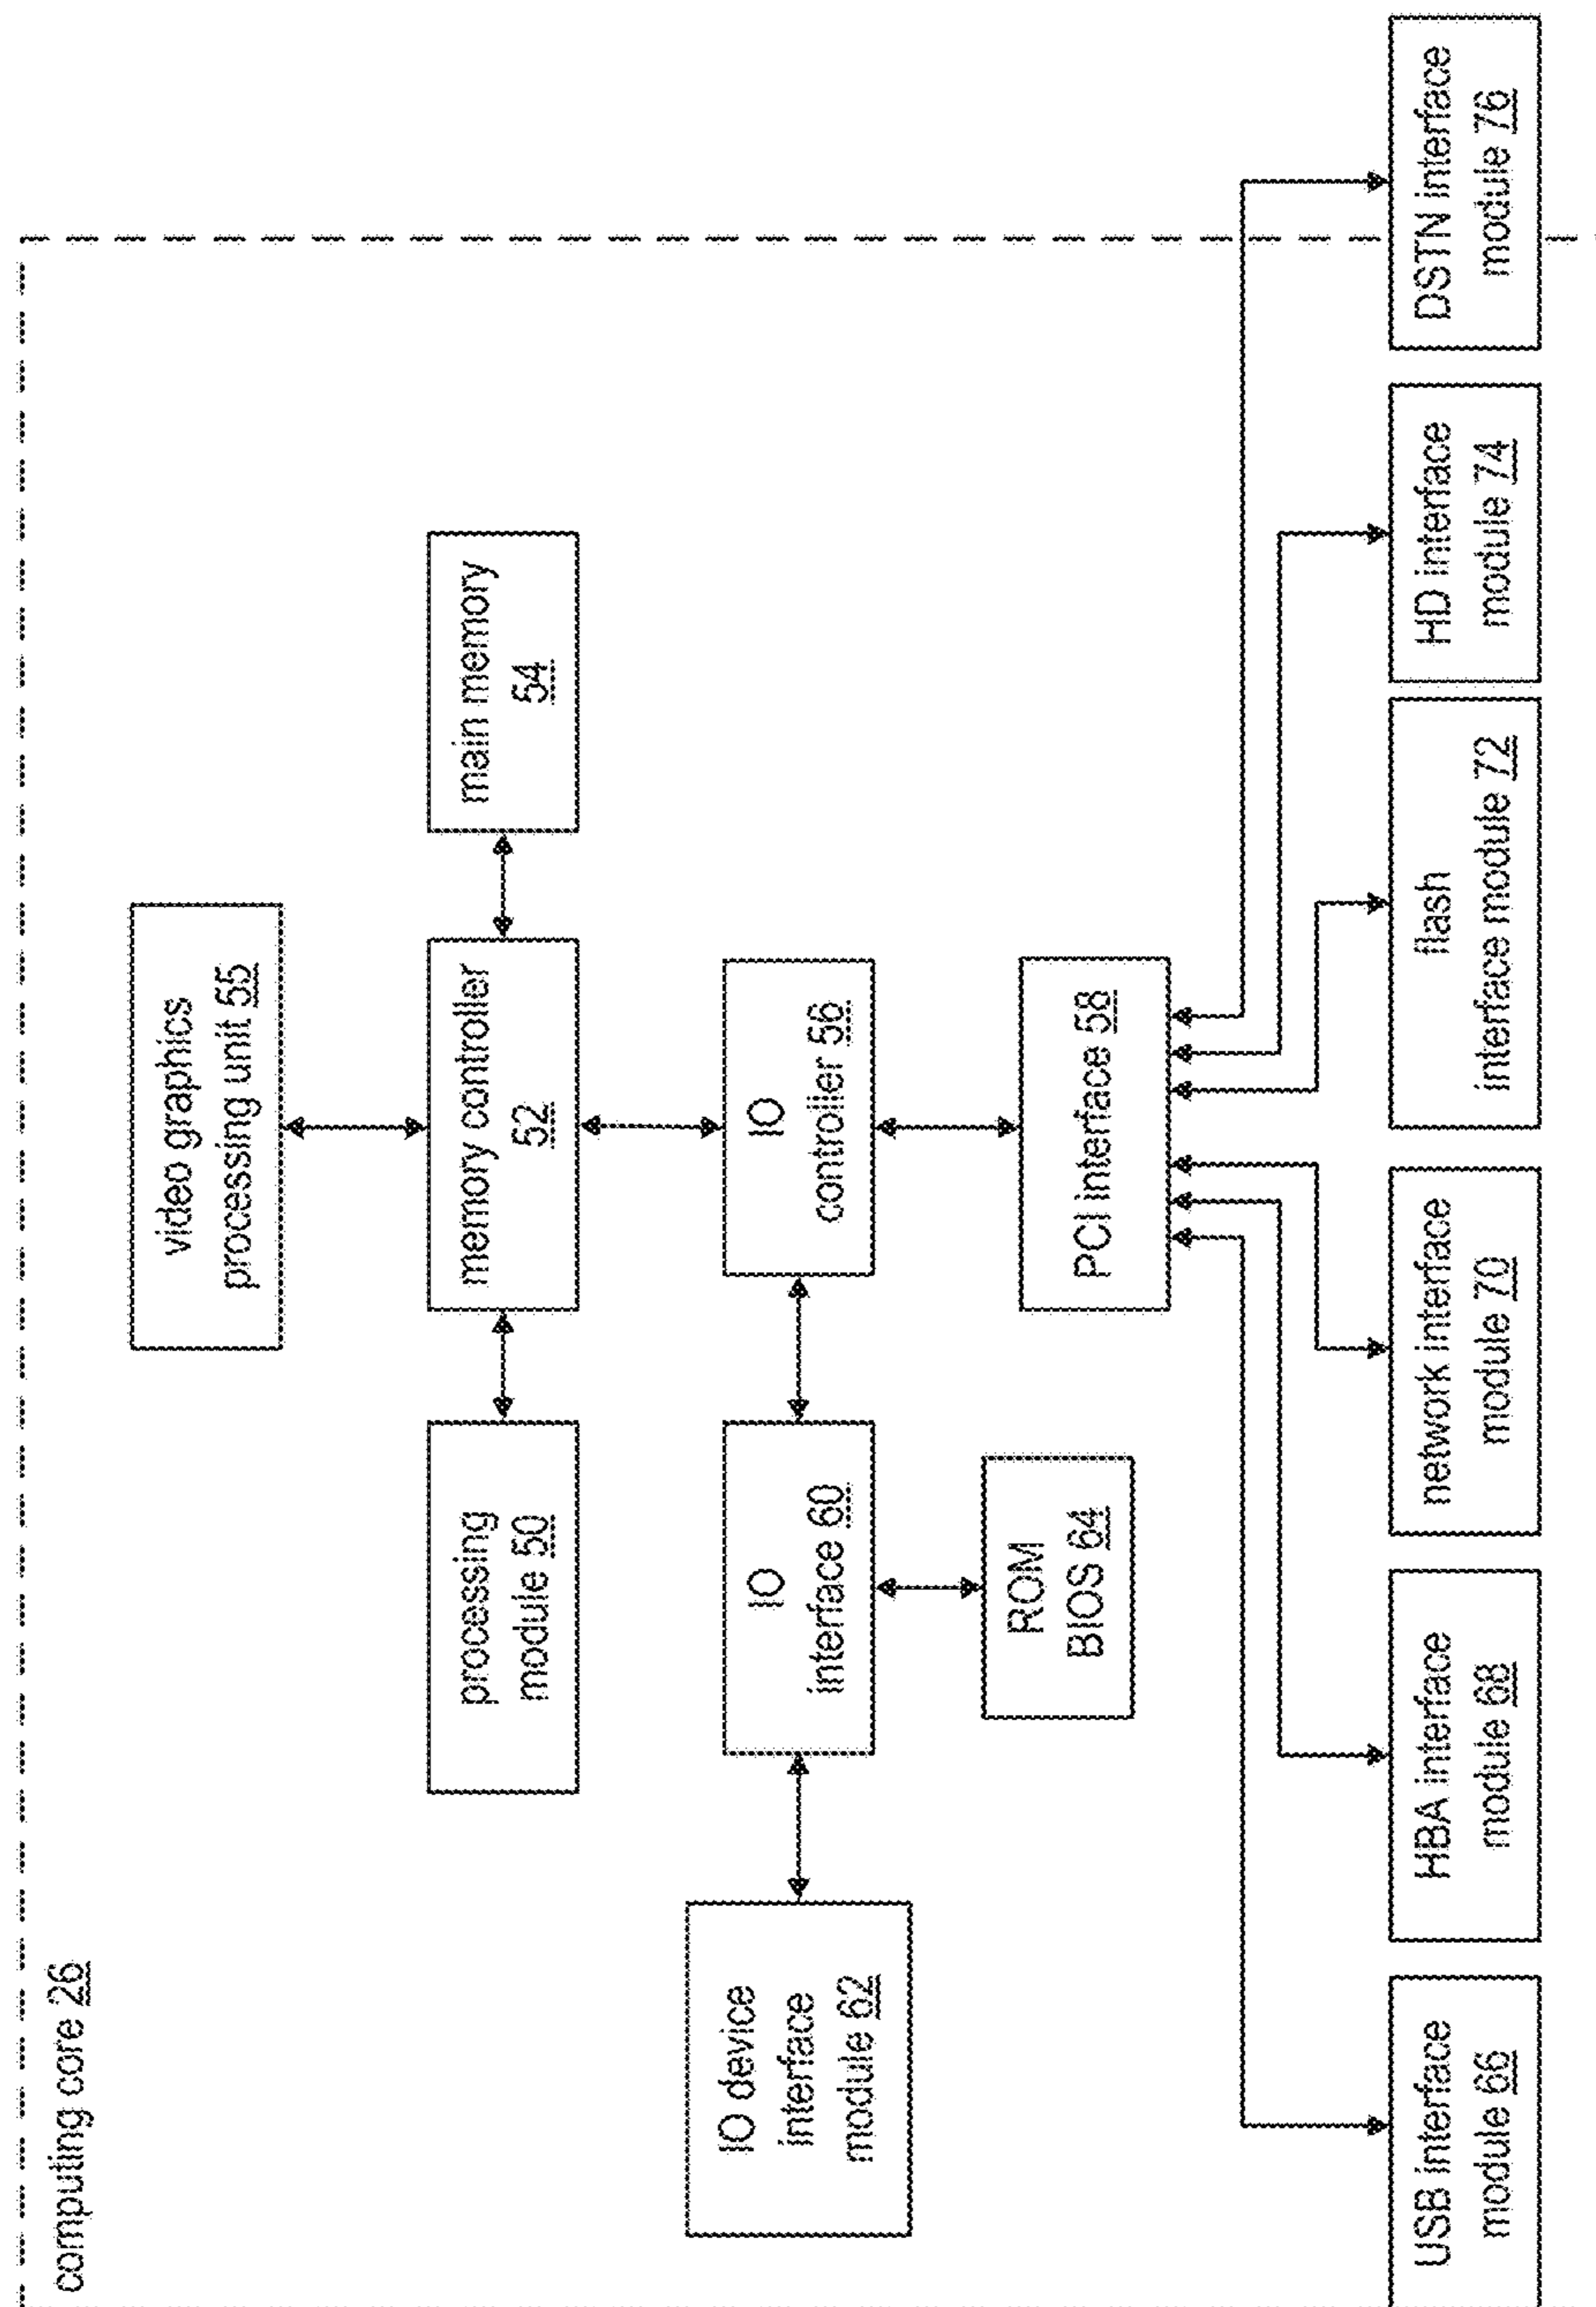 computing core 26
video graphics
processing unit 55
processing
module 50
memory controller
52
main memory
54
IO device
interface
module 62
IO
interface 60
IO
controller 56
ROM
BIOS 64
PCI interface 58
USB interface
module 66
HBA interface
module 68
network interface
module 70
flash
interface module 72
HD interface
module 74
DSTN interface
module 76